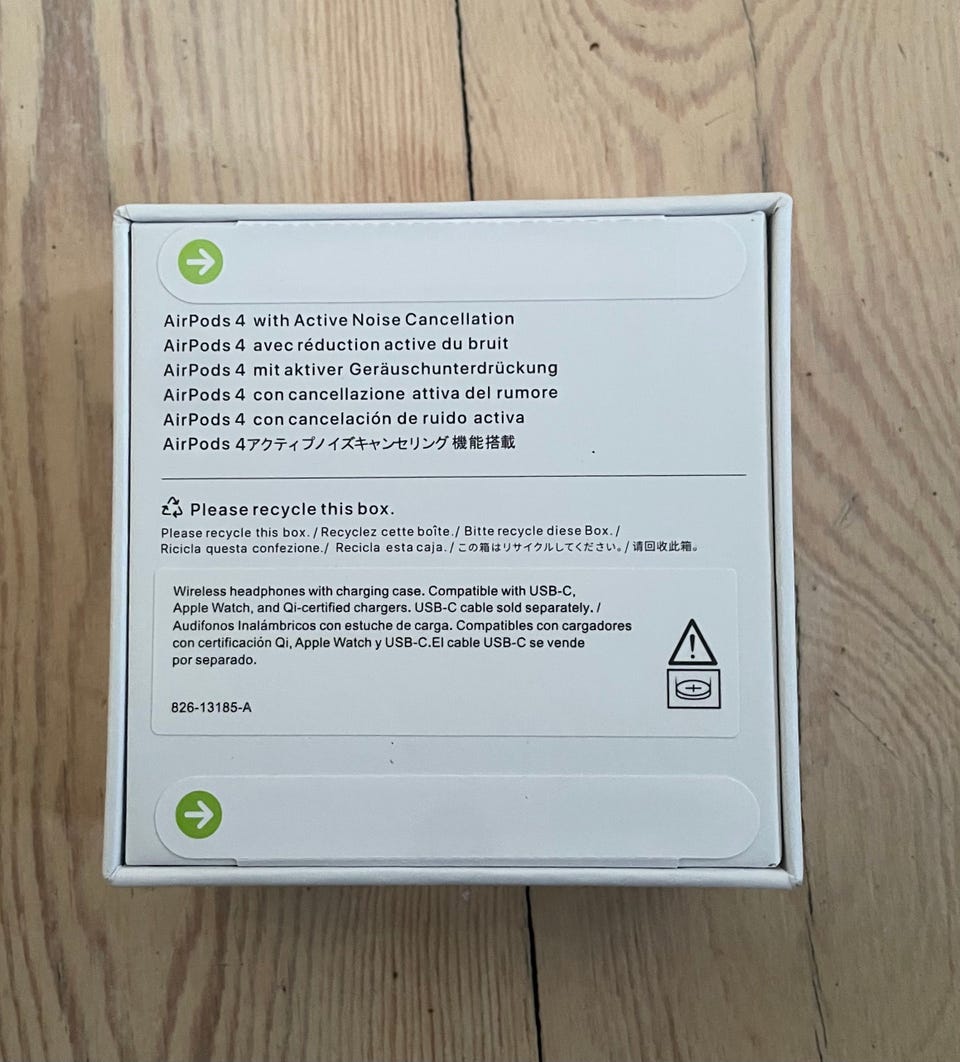 AirPods 4 with Active Noise Cancellation
AirPods 4 avec réduction active du bruit
AirPods 4 mit aktiver Geräuschunterdrückung
AirPods 4 con cancellazione attiva del rumore
AirPods 4 con cancelación de ruido activa
AirPods 4アクティブノイズキャンセリング 機能搭載
Please recycle this box.
Please recycle this box. / Recyclez cette boîte./ Bitte recycle diese Box. /
Ricicla questa confezione./ Recicla esta caja. / この箱はリサイクルしてください。/ 请回收此箱。
Wireless headphones with charging case. Compatible with USB-C,
Apple Watch, and Qi-certified chargers. USB-C cable sold separately. /
Audifonos Inalámbricos con estuche de carga. Compatibles con cargadores
con certificación Qi, Apple Watch y USB-C.El cable USB-C se vende
por separado.
826-13185-A